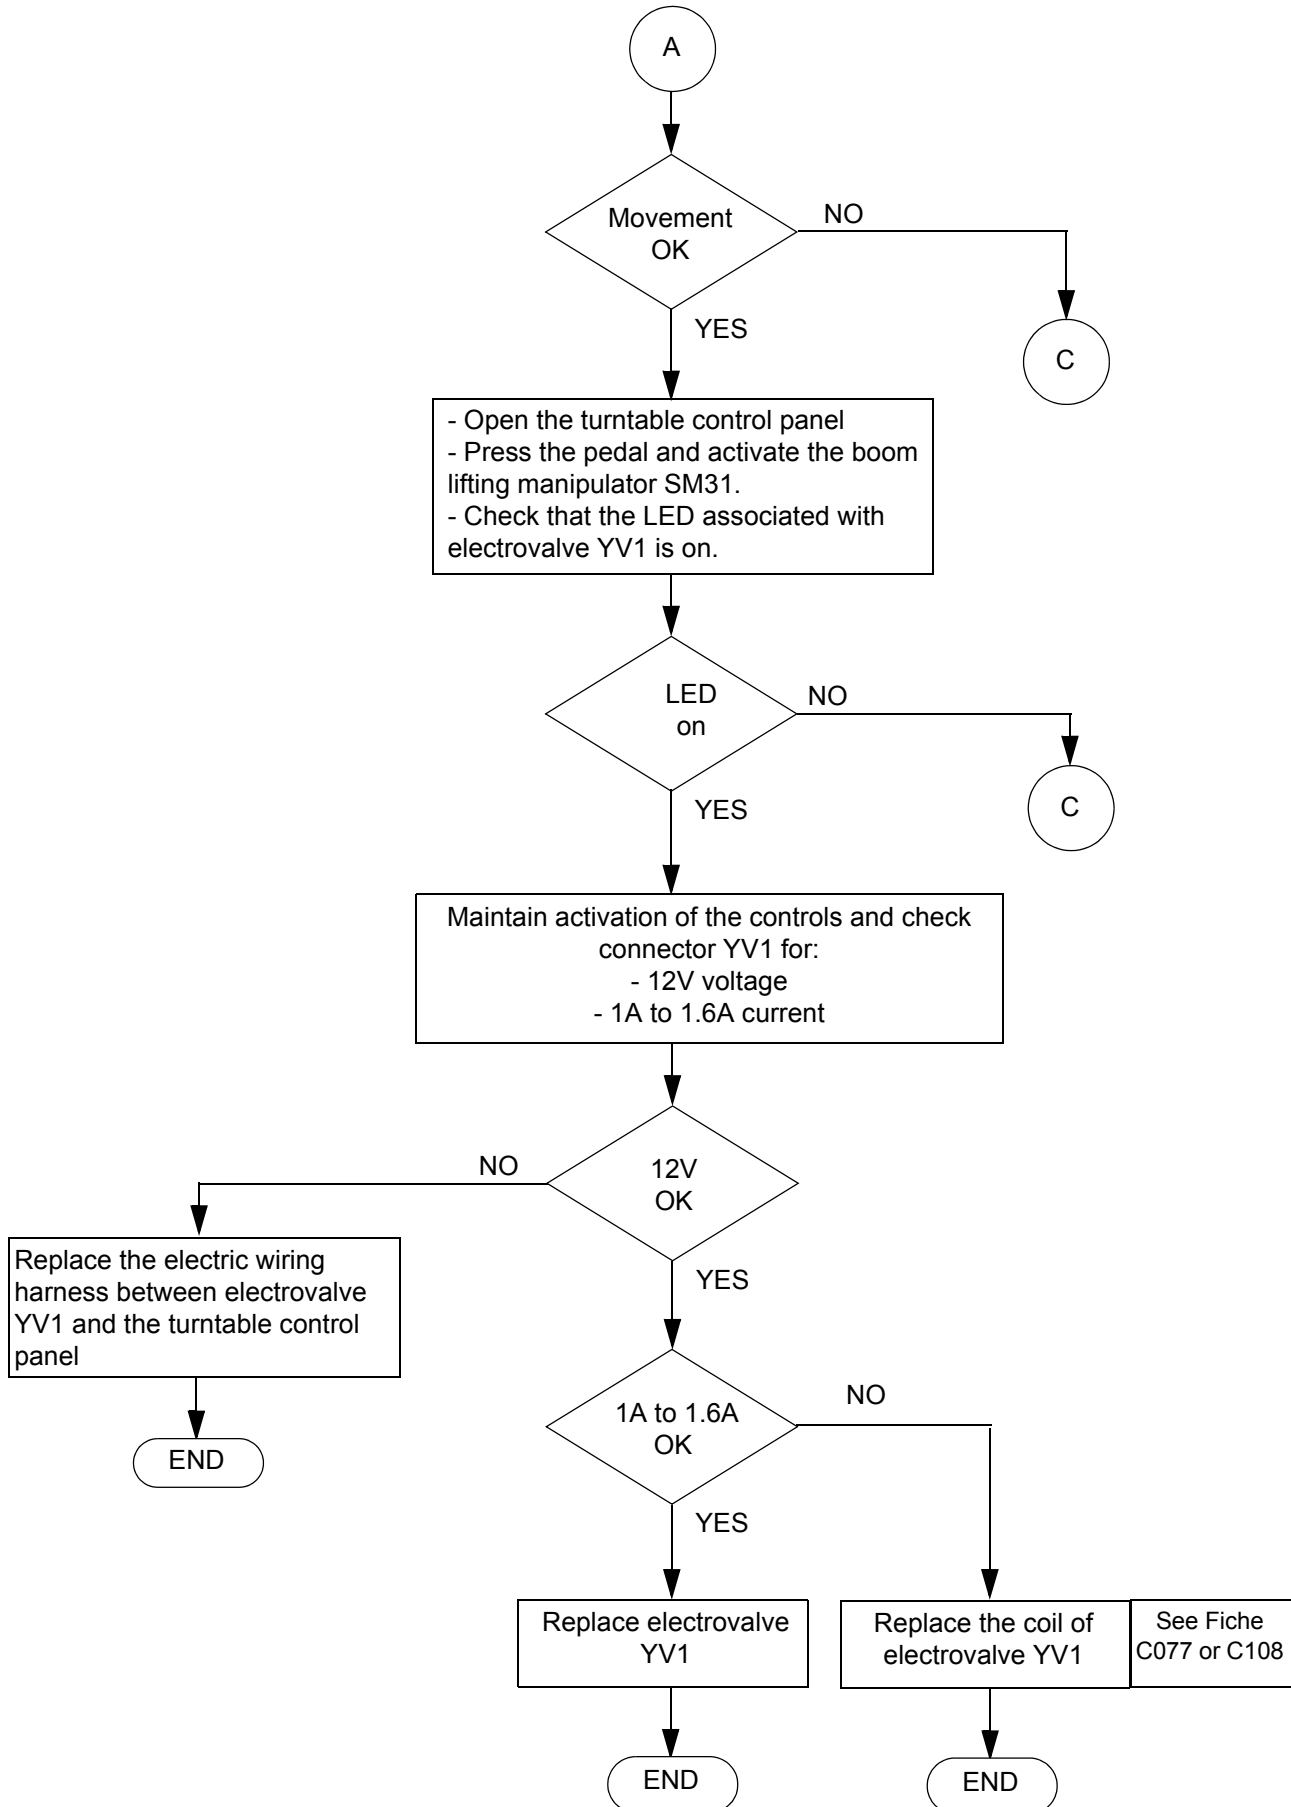 A
Movement
OK
NO
C
YES
- Open the turntable control panel
- Press the pedal and activate the boom
lifting manipulator SM31.
- Check that the LED associated with
electrovalve YV1 is on.
LED
on
NO
C
YES
Maintain activation of the controls and check
connector YV1 for:
- 12V voltage
- 1A to 1.6A current
12V
OK
NO
Replace the electric wiring
harness between electrovalve
YV1 and the turntable control
panel
END
YES
1A to 1.6A
OK
NO
YES
Replace electrovalve
YV1
END
Replace the coil of
electrovalve YV1
See Fiche
C077 or C108
END